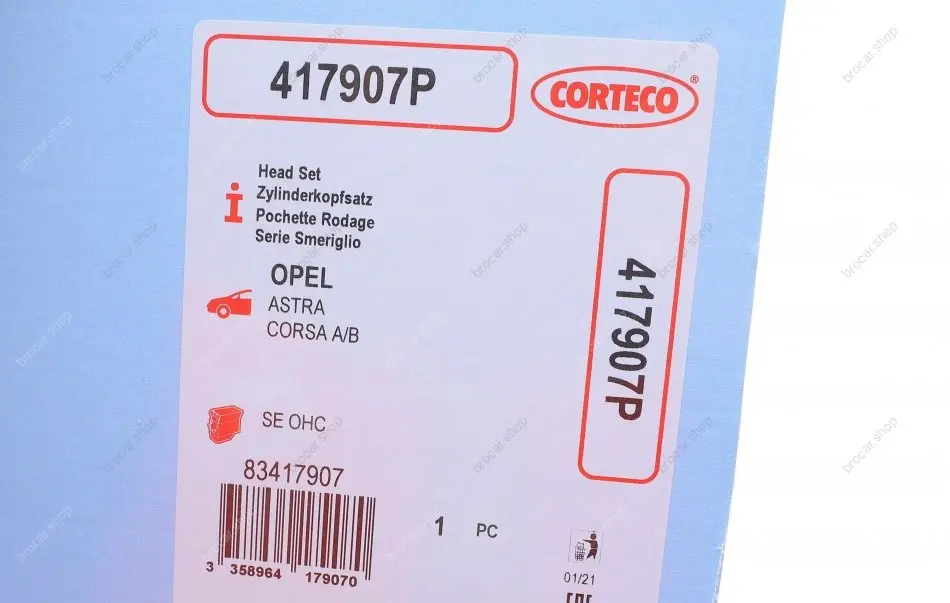 417907P
CORTECO®
Head Set
Zylinderkopfsatz
Pochette Rodage
Serie Smeriglio
OPEL
ASTRA
CORSA A/B
417907P
SE OHC
83417907
3 358964 179070
1 PC
01/21
brocar.shop